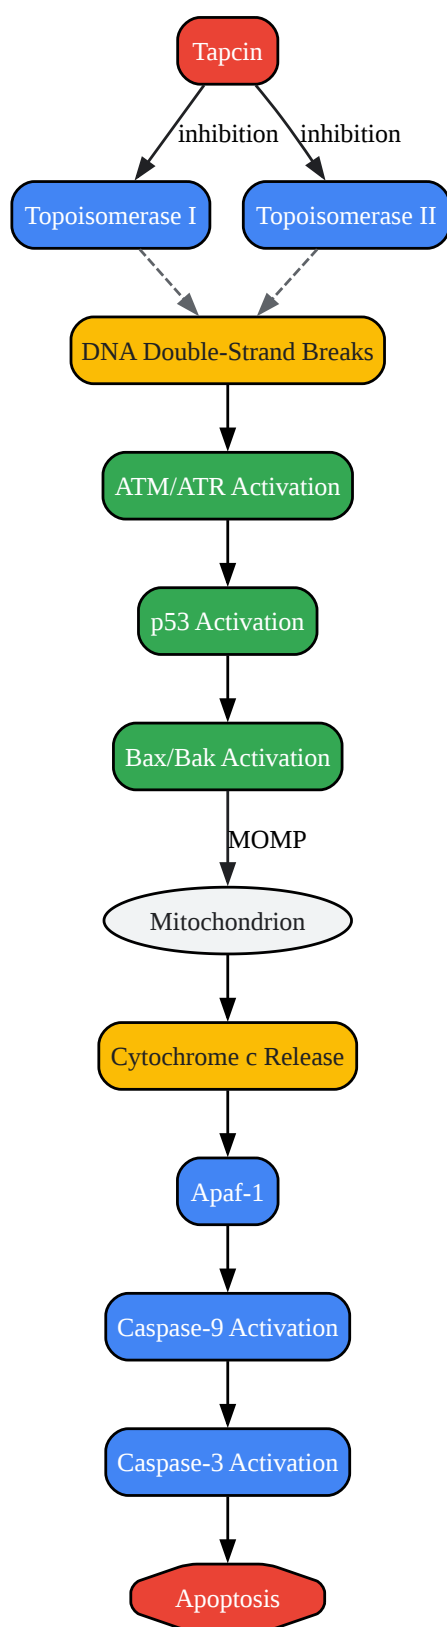 Tapcin
inhibition
inhibition
Topoisomerase I
Topoisomerase II
DNA Double-Strand Breaks
ATM/ATR Activation
p53 Activation
Bax/Bak Activation
MOMP
Mitochondrion
Cytochrome c Release
Apaf-1
Caspase-9 Activation
Caspase-3 Activation
Apoptosis